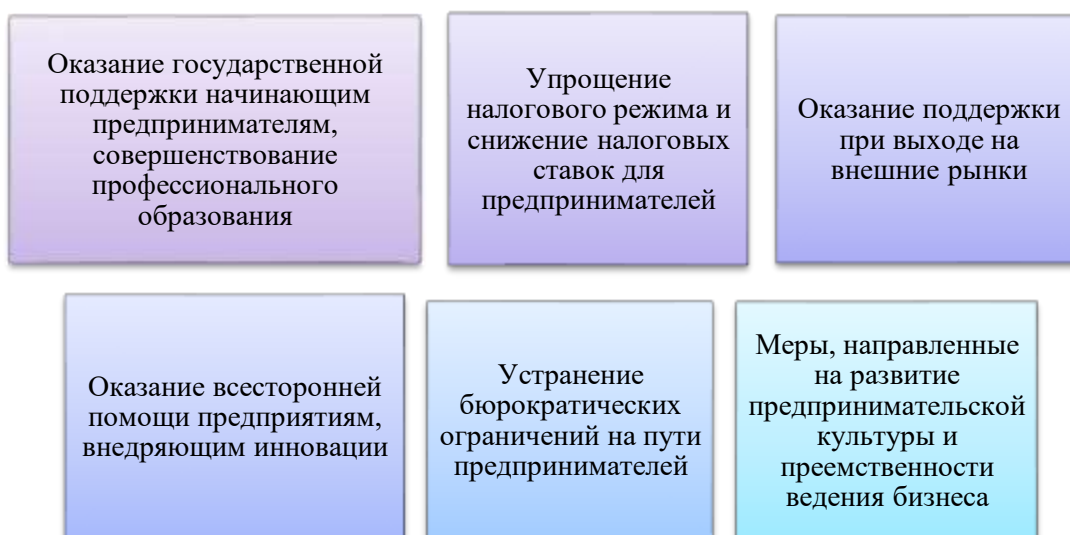 Оказание государственной
поддержки начинающим
предпринимателям,
совершенствование
профессионального
образования
Упрощение
налогового режима и
снижение налоговых
ставок для
предпринимателей
Оказание поддержки
при выходе на
внешние рынки
Оказание всесторонней
помощи предприятиям,
внедряющим инновации
Устранение
бюрократических
ограничений на пути
предпринимателей
Меры, направленные
на развитие
предпринимательской
культуры и
преемственности
ведения бизнеса